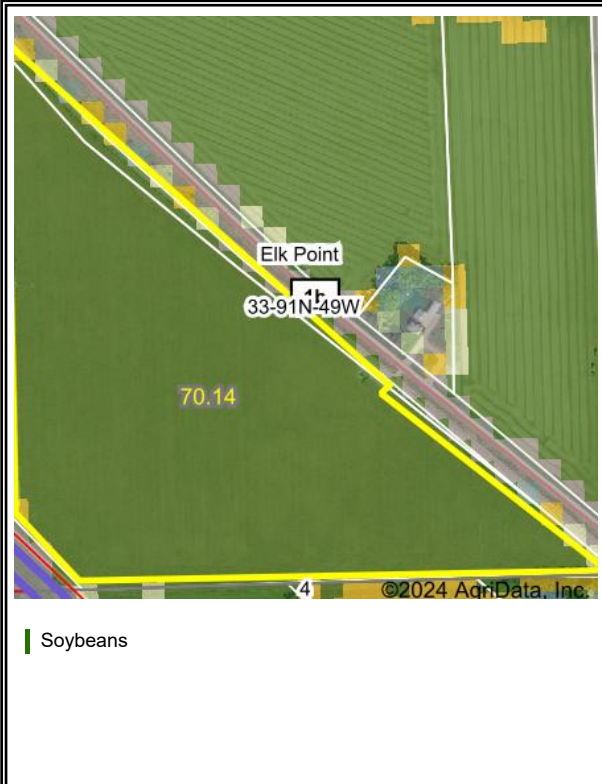 Elk Point
33-91N-49W
70.14
4
©2024 AgriData, Inc.
Soybeans